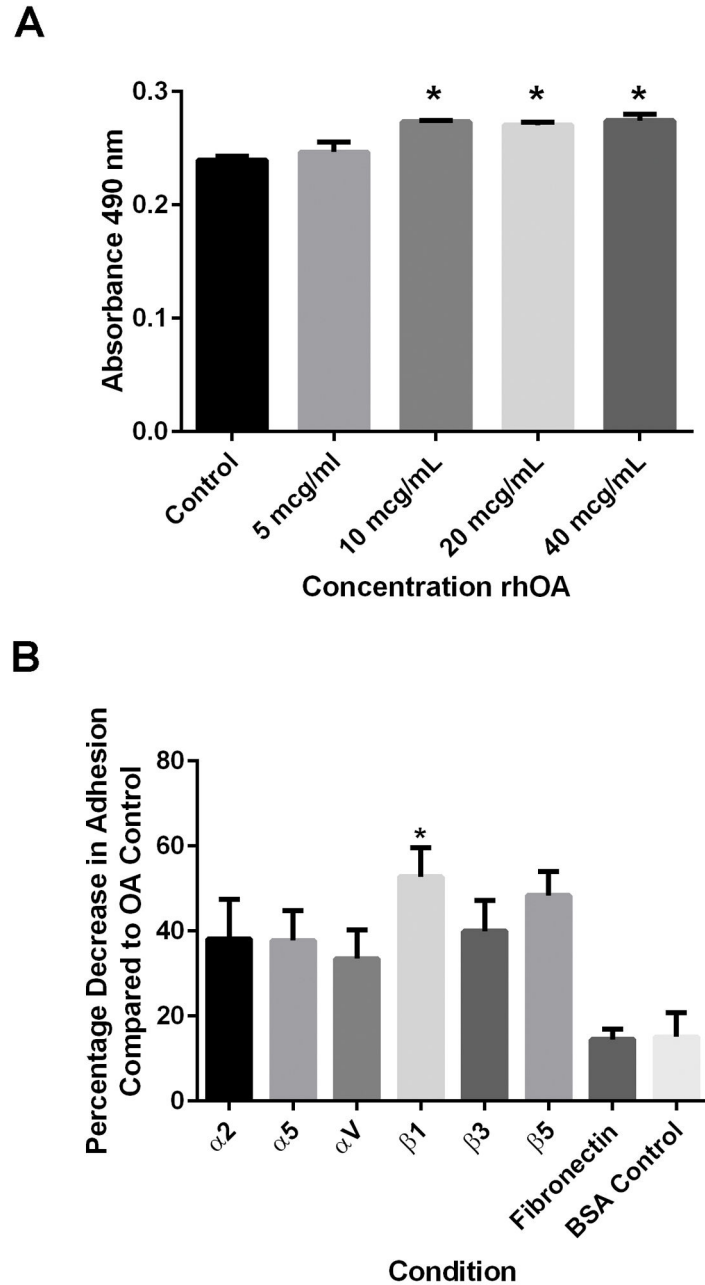 A
* * *
0.3
0.2
0.1
0.0
Absorbance 490 nm
Control
5 mcg/ml
10 mcg/mL
20 mcg/mL
40 mcg/mL
Concentration rhOA
B
Percentage Decrease in Adhesion
Compared to OA Control
80
60
40
20
0
*
α2
α5
αV
β1
β3
β5
Fibronectin
BSA Control
Condition